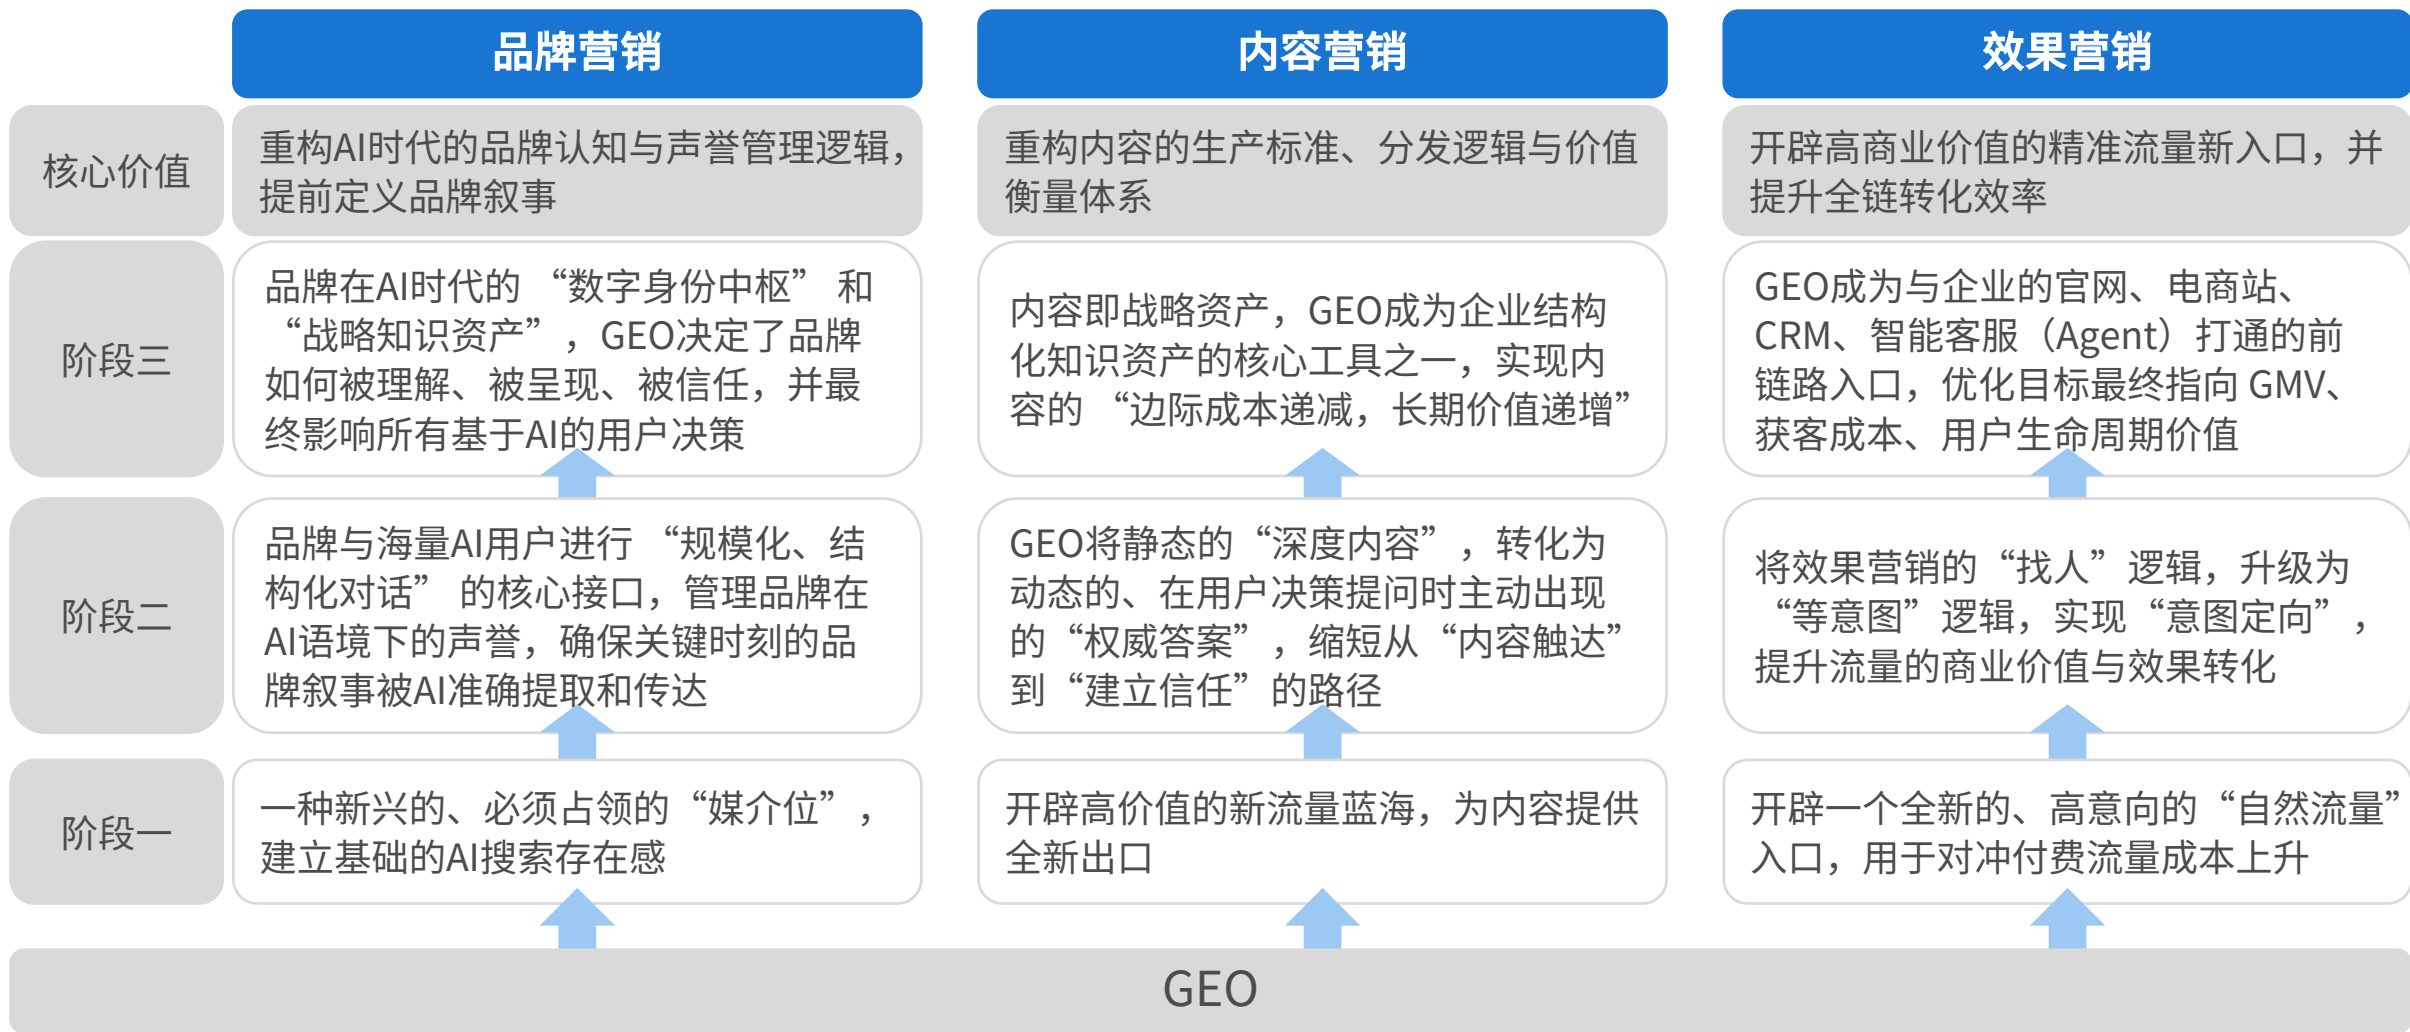 品牌营销
内容营销
效果营销
核心价值
重构AI时代的品牌认知与声誉管理逻辑，
提前定义品牌叙事
重构内容的生产标准、分发逻辑与价值
衡量体系
开辟高商业价值的精准流量新入口，并
提升全链转化效率
阶段三
品牌在AI时代的 “数字身份中枢” 和
“战略知识资产”，GEO决定了品牌
如何被理解、被呈现、被信任，并最
终影响所有基于AI的用户决策
内容即战略资产，GEO成为企业结构
化知识资产的核心工具之一，实现内
容的 “边际成本递减，长期价值递增”
GEO成为与企业的官网、电商站、
CRM、智能客服（Agent）打通的前
链路入口，优化目标最终指向 GMV、
获客成本、用户生命周期价值
阶段二
品牌与海量AI用户进行 “规模化、结
构化对话” 的核心接口，管理品牌在
AI语境下的声誉，确保关键时刻的品
牌叙事被AI准确提取和传达
GEO将静态的“深度内容”，转化为
动态的、在用户决策提问时主动出现
的“权威答案”，缩短从“内容触达”
到“建立信任”的路径
将效果营销的“找人”逻辑，升级为
“等意图”逻辑，实现“意图定向”，
提升流量的商业价值与效果转化
阶段一
一种新兴的、必须占领的“媒介位”，
建立基础的AI搜索存在感
开辟高价值的新流量蓝海，为内容提供
全新出口
开辟一个全新的、高意向的“自然流量”
入口，用于对冲付费流量成本上升
GEO